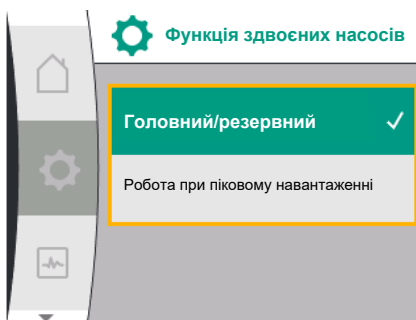 Функція здвоєних насосів
Головний/резервний
Робота при піковому навантаженні